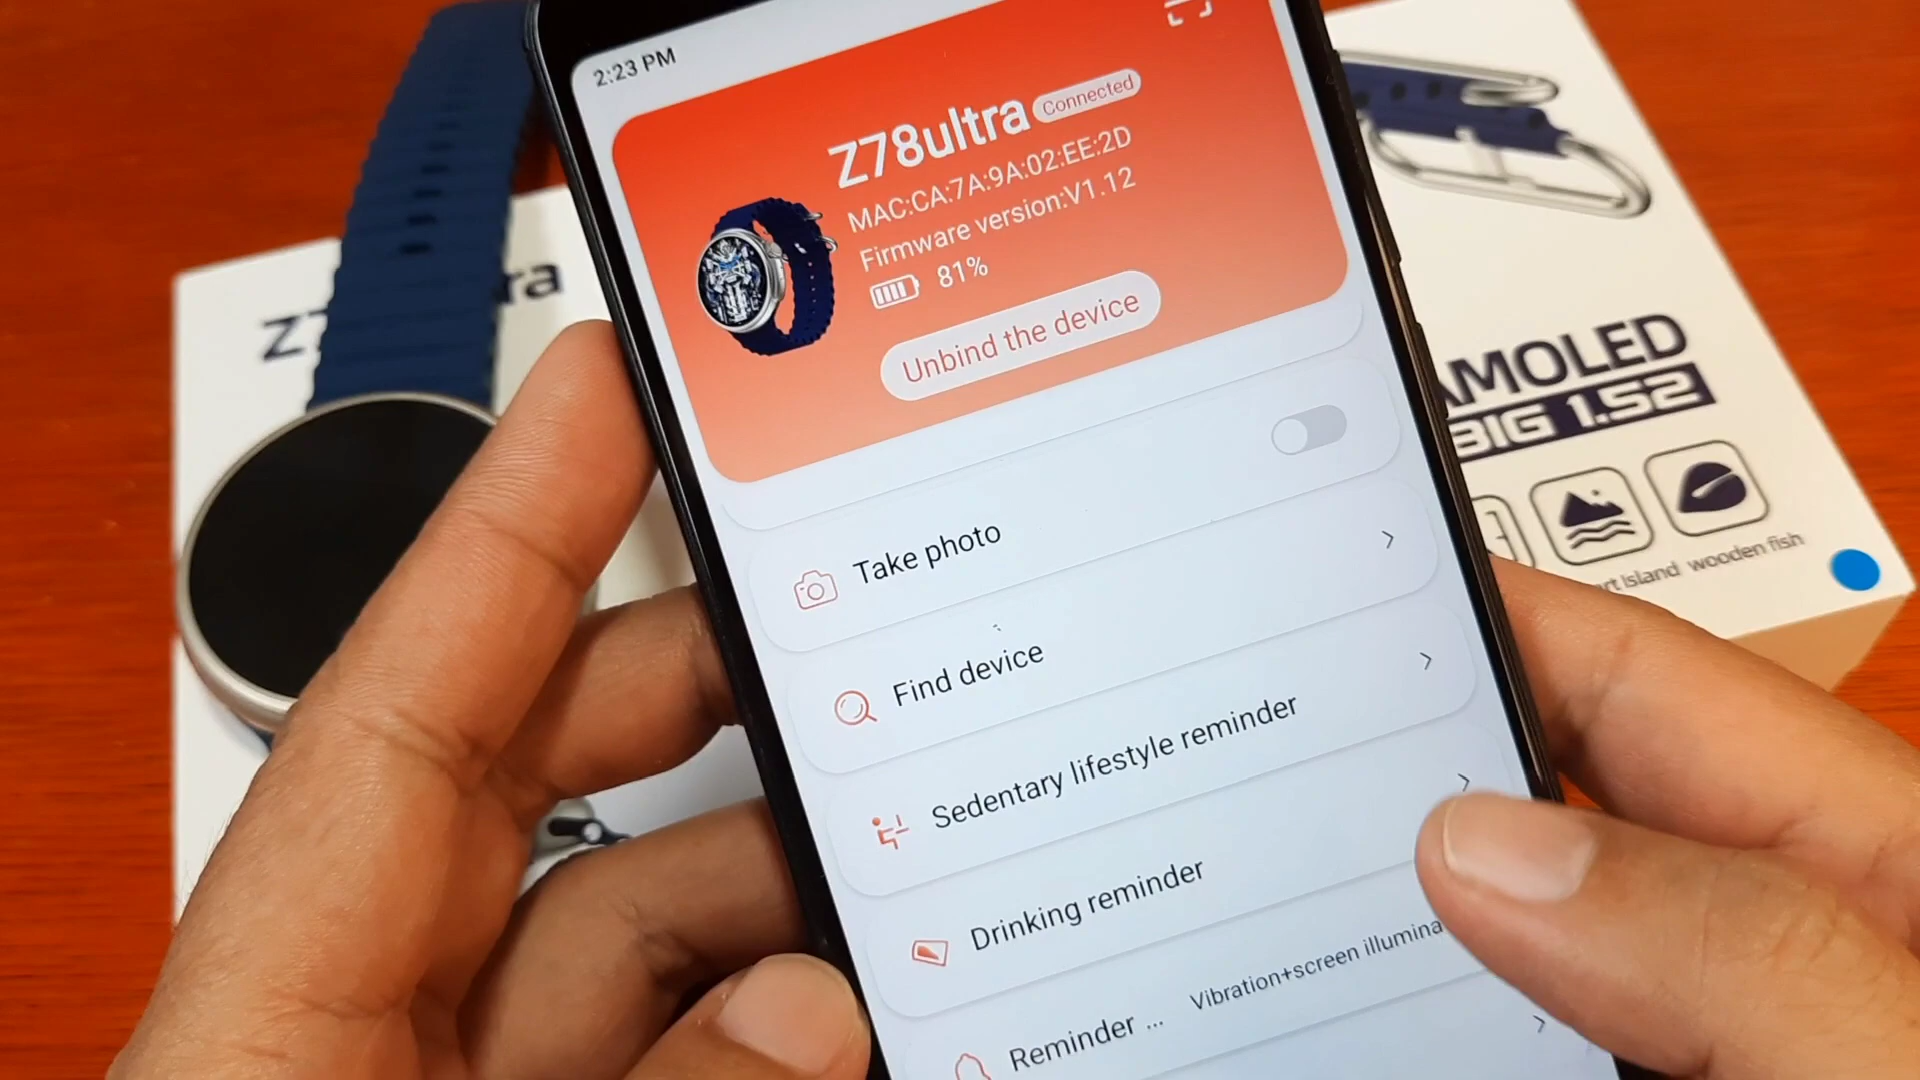 2:23 PM
Z78ultra
Connected
MAC:CA:7A:9A:02:EE:2D
Firmware version:V1.12
81%
Unbind the device
Take photo
Find device
Sedentary lifestyle reminder
Drinking reminder
Reminder ...
Vibration+screen illumina
AMOLED
BIG 1.52
wooden fish
Island